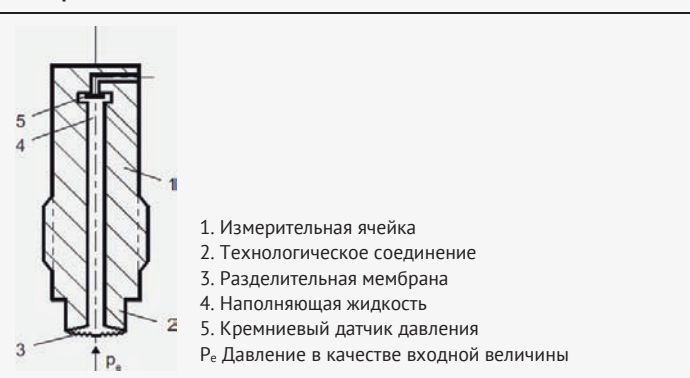 5
4
1
2
3
pₑ
1. Измерительная ячейка
2. Технологическое соединение
3. Разделительная мембрана
4. Наполняющая жидкость
5. Кремниевый датчик давления
Pₑ Давление в качестве входной величины